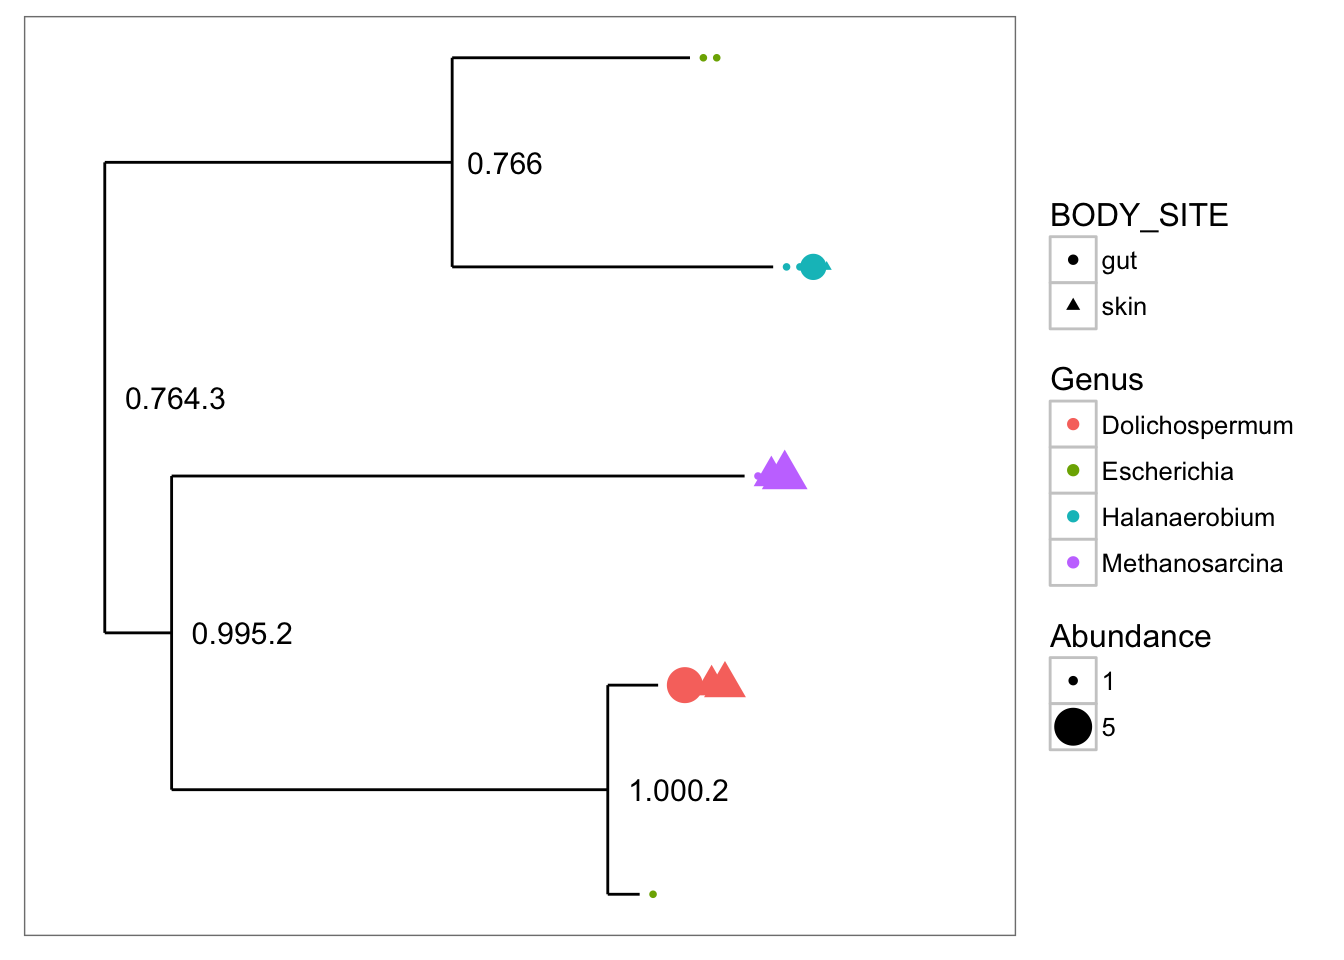 0.766
0.764.3
0.995.2
1.000.2
BODY_SITE
gut
skin
Genus
Dolichospermum
Escherichia
Halanaerobium
Methanosarcina
Abundance
1
5